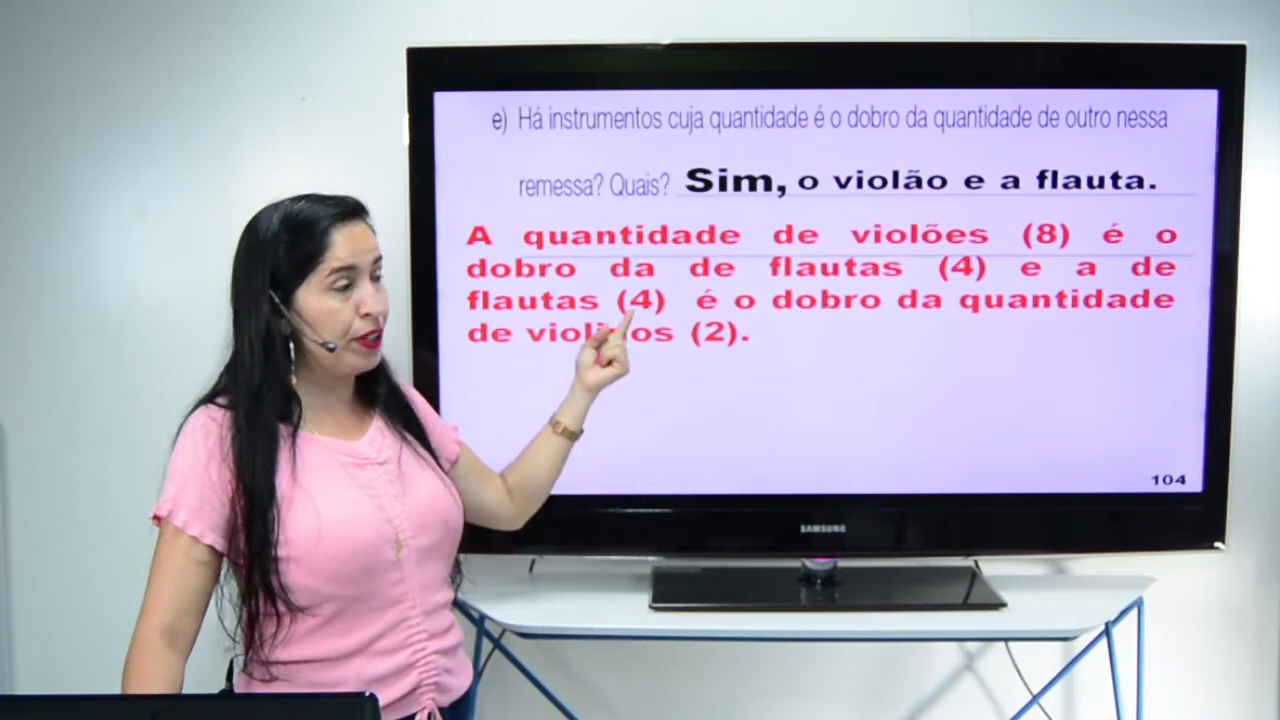 e) Há instrumentos cuja quantidade é o dobro da quantidade de outro nessa
remessa? Quais? Sim, o violão e a flauta.
A quantidade de violões (8) é o
dobro da de flautas (4) e a de
flautas (4) é o dobro da quantidade
de violinos (2).
104
SAMSUNG